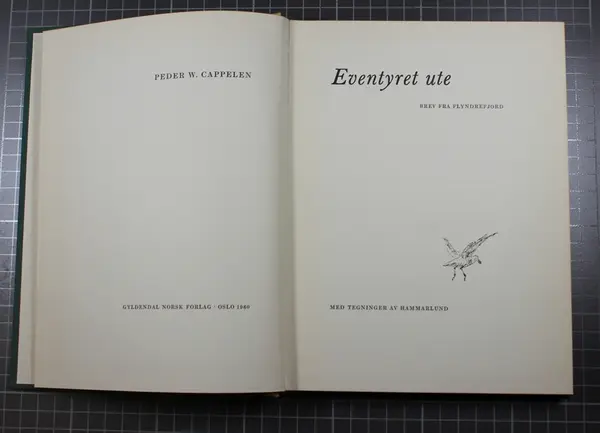 PEDER W. CAPPELEN
GYLDENDAL NORSK FORLAG · OSLO 1960
Eventyret ute
BREV FRA FLYNDREFJORD
MED TEGNINGER AV HAMMARLUND